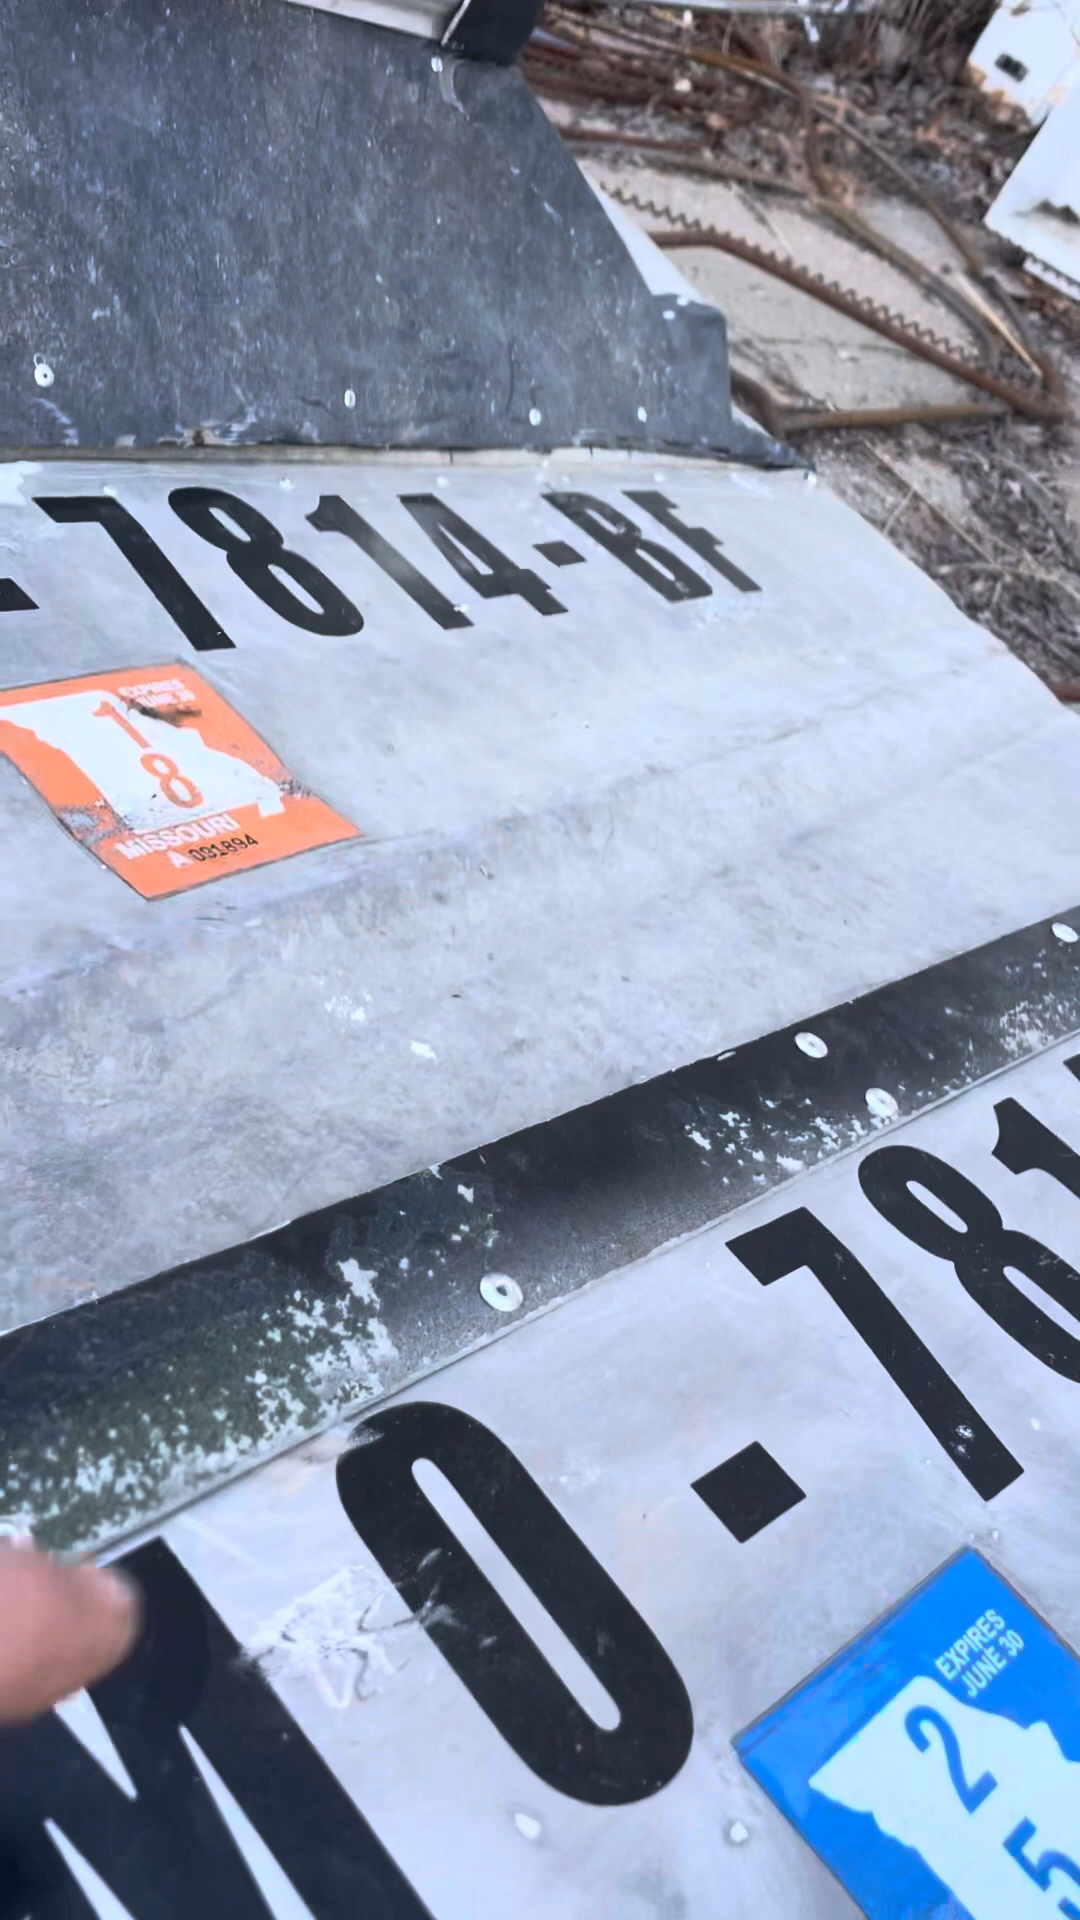 -7814-BF
EXPIRES
JUNE 30
1
8
MISSOURI
A 091894
MO-781
EXPIRES
JUNE 30
2
5